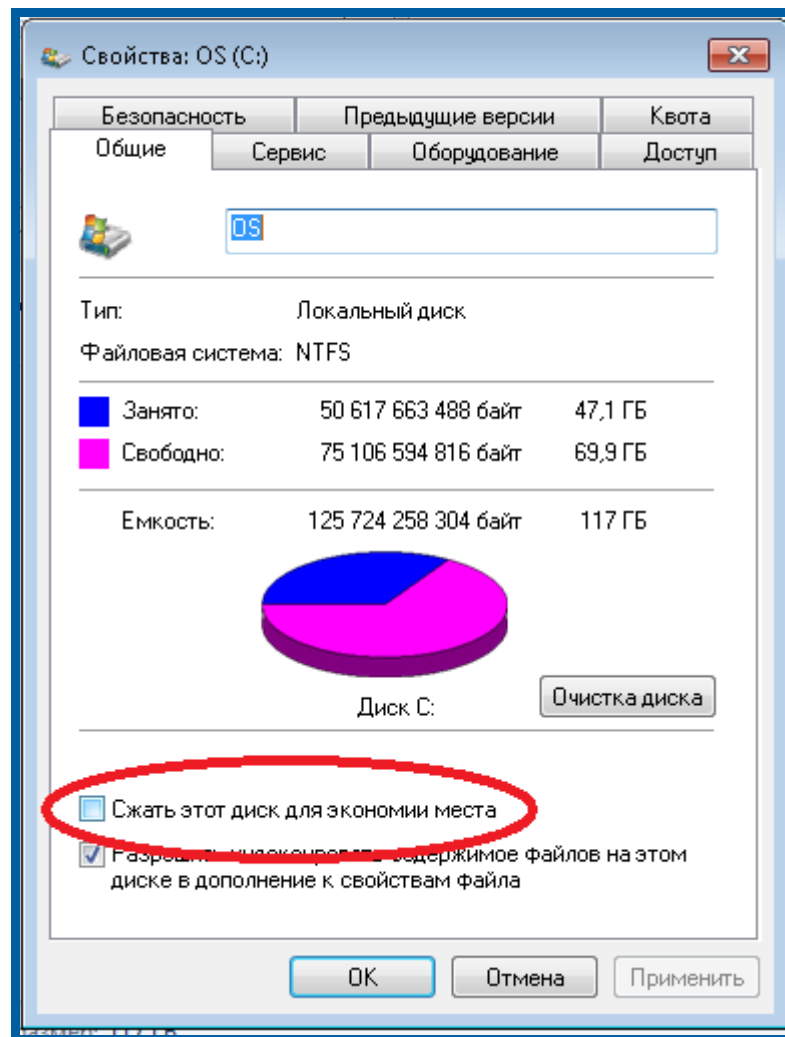 Свойства: OS (C:)
Безопасность Предыдущие версии Квота
Общие Сервис Оборудование Доступ
OS
Тип: Локальный диск
Файловая система: NTFS
Занято: 50 617 663 488 байт 47,1 ГБ
Свободно: 75 106 594 816 байт 69,9 ГБ
Емкость: 125 724 258 304 байт 117 ГБ
Диск C: Очистка диска
Сжать этот диск для экономии места
Разрешить индексировать содержимое файлов на этом
диске в дополнение к свойствам файла
OK Отмена Применить